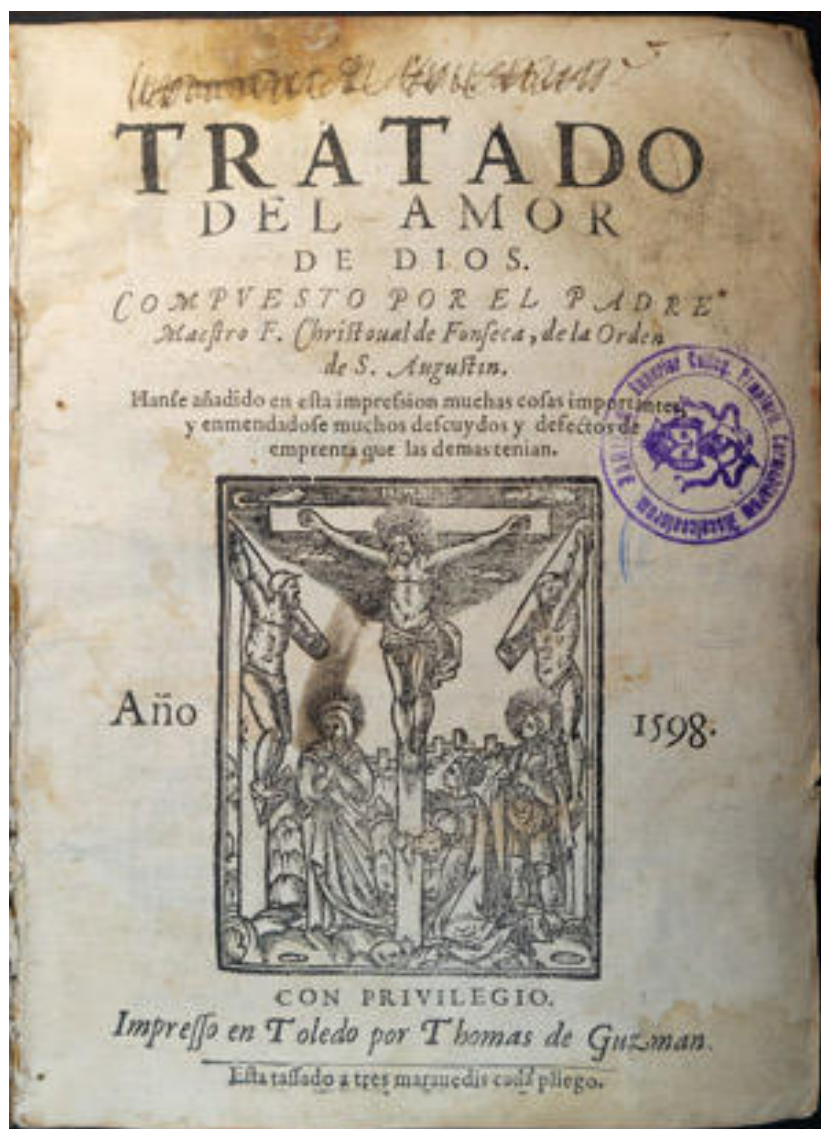 TRATADO
DEL AMOR
DE DIOS.
COMPVESTO POR EL PADRE
Maeſtro F. Chriſtoual de Fonſeca, de la Orden
de S. Auguſtin.
Hanſe añadido en eſta impreſsion muchas coſas importantes,
y enmendadoſe muchos deſcuydos y defectos de
emprenta que las demas tenian.
Año 1598.
CON PRIVILEGIO.
Impreſſo en Toledo por Thomas de Guzman.
Eſta taſſado a tres marauedis cada pliego.